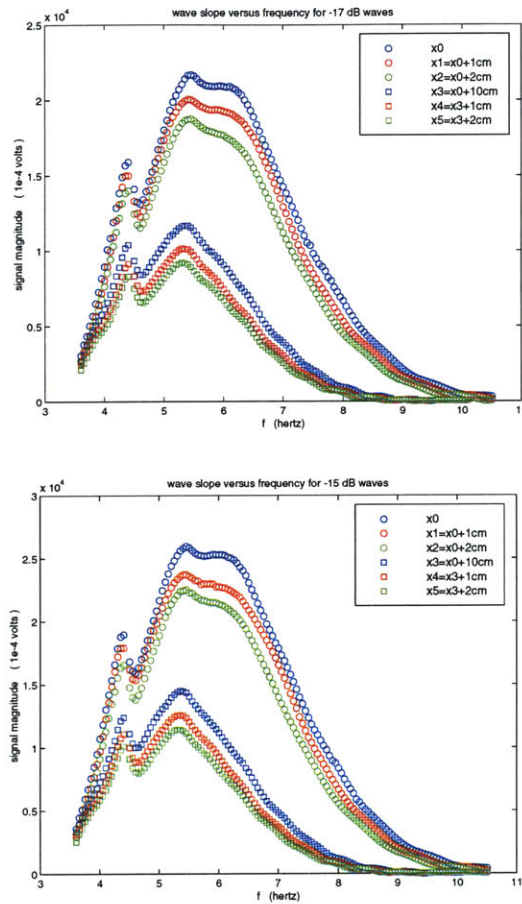 wave slope versus frequency for -17 dB waves
x 10⁴
2.5
2
1.5
1
0.5
0
signal magnitude ( 1e-4 volts)
x0
x1=x0+1cm
x2=x0+2cm
x3=x0+10cm
x4=x3+1cm
x5=x3+2cm
3 4 5 6 7 8 9 10 1
f (hertz)
wave slope versus frequency for -15 dB waves
x 10⁴
3
2.5
2
1.5
1
0.5
0
signal magnitude ( 1e-4 volts)
x0
x1=x0+1cm
x2=x0+2cm
x3=x0+10cm
x4=x3+1cm
x5=x3+2cm
3 4 5 6 7 8 9 10 11
f (hertz)